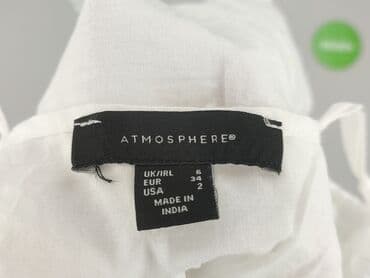 ATMOSPHERE®
UK/IRL 6
EUR 34
USA 2
MADE IN
INDIA